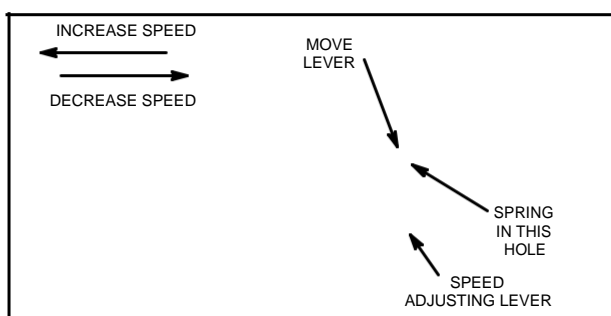 INCREASE SPEED
DECREASE SPEED
MOVE
LEVER
SPRING
IN THIS
HOLE
SPEED
ADJUSTING LEVER